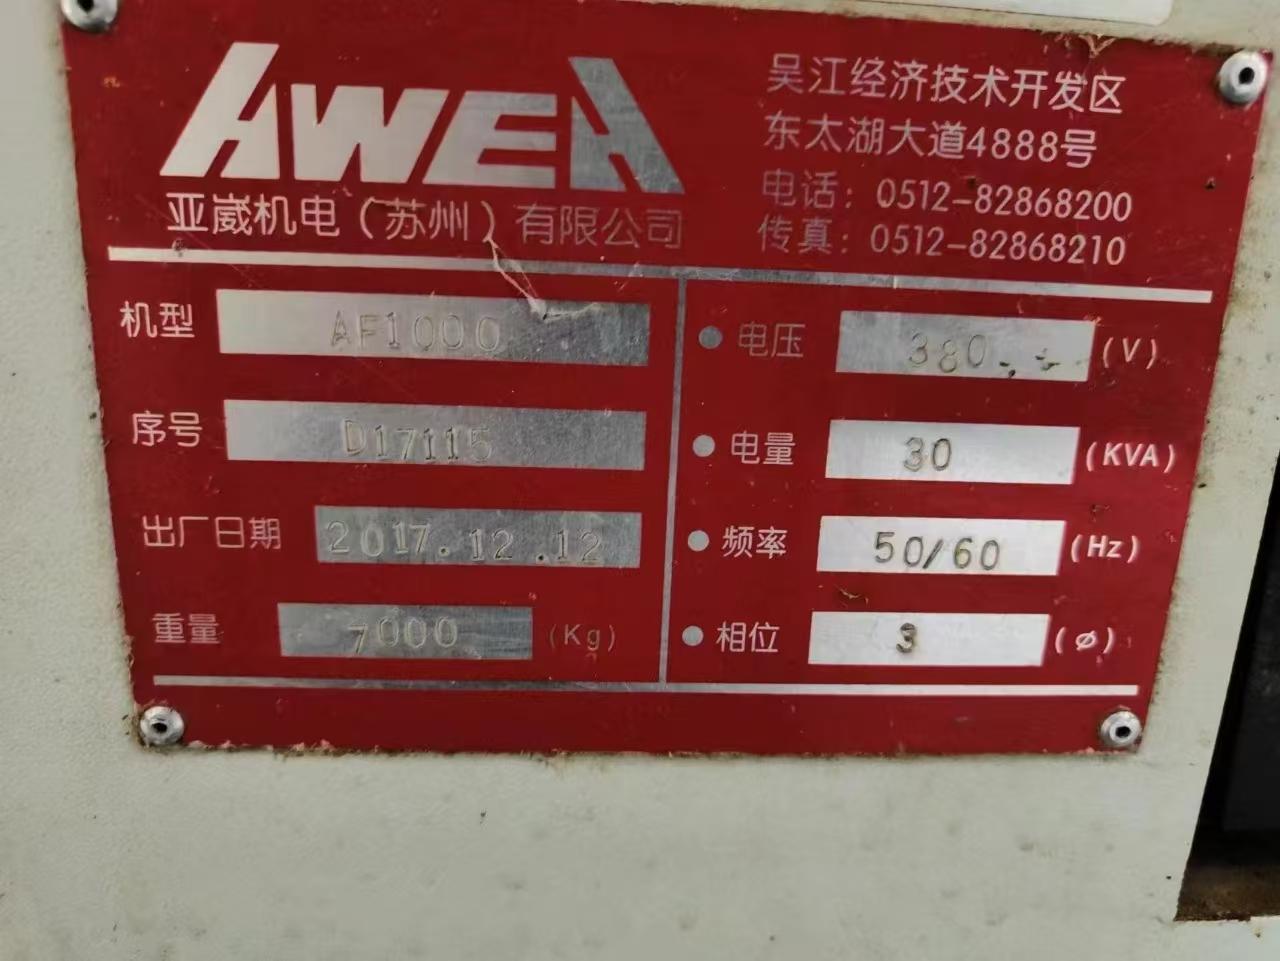 AWEA
亚崴机电（苏州）有限公司
吴江经济技术开发区
东太湖大道4888号
电话：0512-82868200
传真：0512-82868210
机型 AF1000
序号 D17115
出厂日期 2017.12.12
重量 7000 (Kg)
电压 380 (V)
电量 30 (KVA)
频率 50/60 (Hz)
相位 3 (ø)